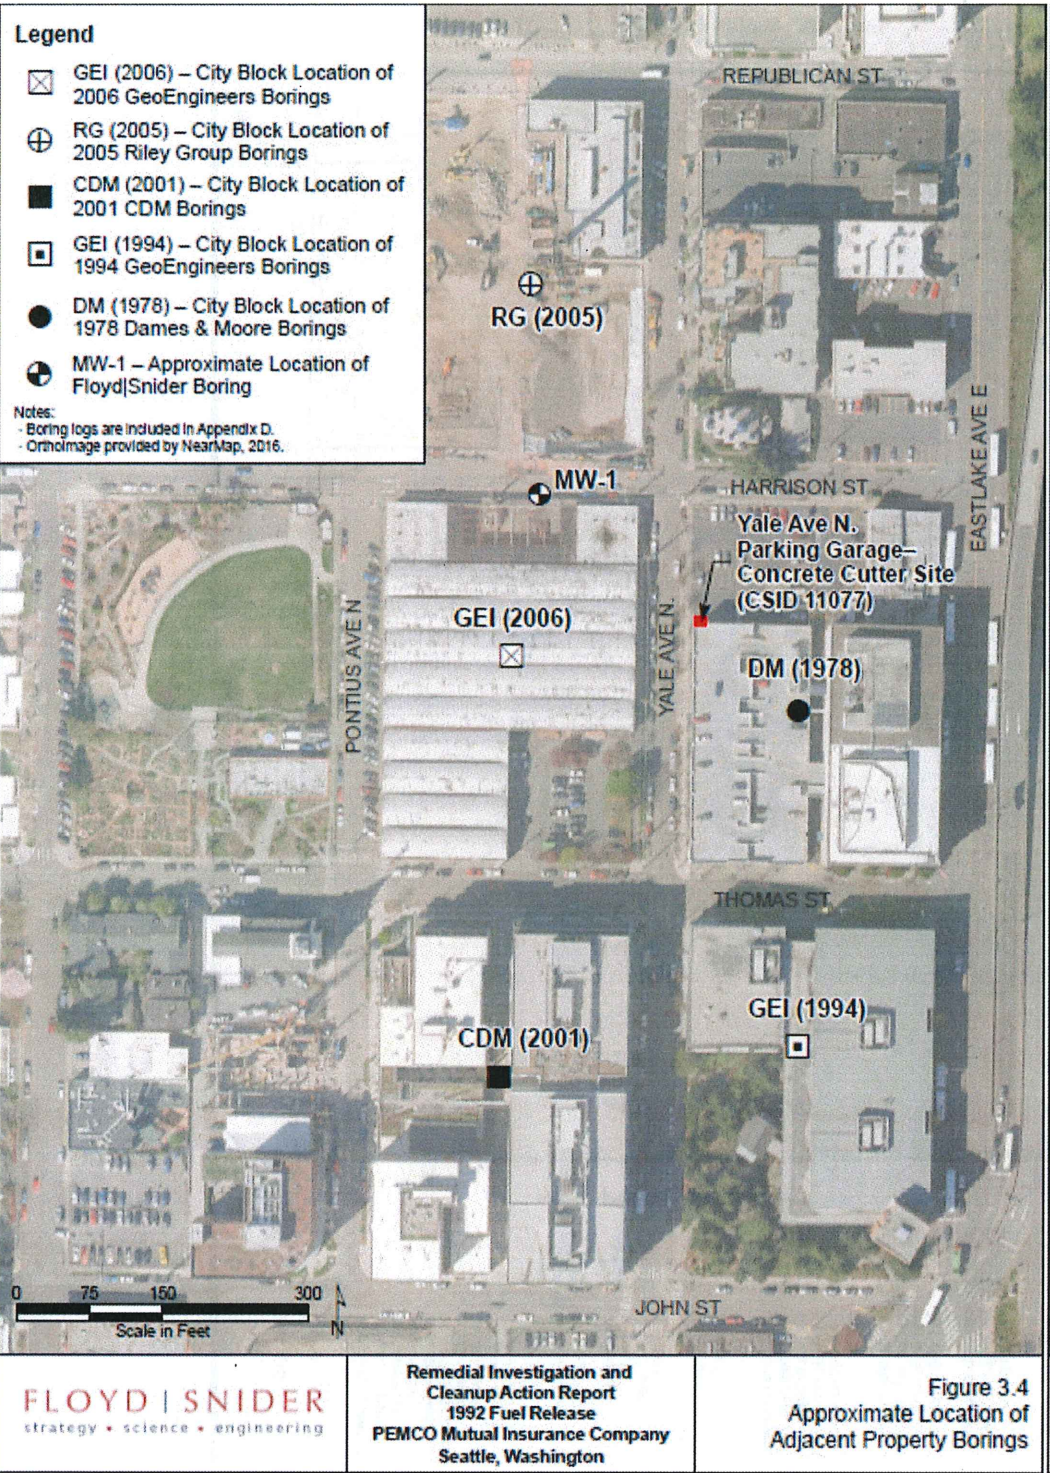 Legend
GEI (2006) – City Block Location of
2006 GeoEngineers Borings
RG (2005) – City Block Location of
2005 Riley Group Borings
CDM (2001) – City Block Location of
2001 CDM Borings
GEI (1994) – City Block Location of
1994 GeoEngineers Borings
DM (1978) – City Block Location of
1978 Dames & Moore Borings
MW-1 – Approximate Location of
Floyd|Snider Boring
Notes:
- Boring logs are included in Appendix D.
- Orthoimage provided by NearMap, 2016.
REPUBLICAN ST
RG (2005)
EASTLAKE AVE E
MW-1
HARRISON ST
Yale Ave N.
Parking Garage–
Concrete Cutter Site
(CSID 11077)
PONTIUS AVE N
GEI (2006)
YALE AVE N.
DM (1978)
THOMAS ST
GEI (1994)
CDM (2001)
JOHN ST
0 75 150 300
Scale in Feet
N
FLOYD | SNIDER
strategy • science • engineering
Remedial Investigation and
Cleanup Action Report
1992 Fuel Release
PEMCO Mutual Insurance Company
Seattle, Washington
Figure 3.4
Approximate Location of
Adjacent Property Borings